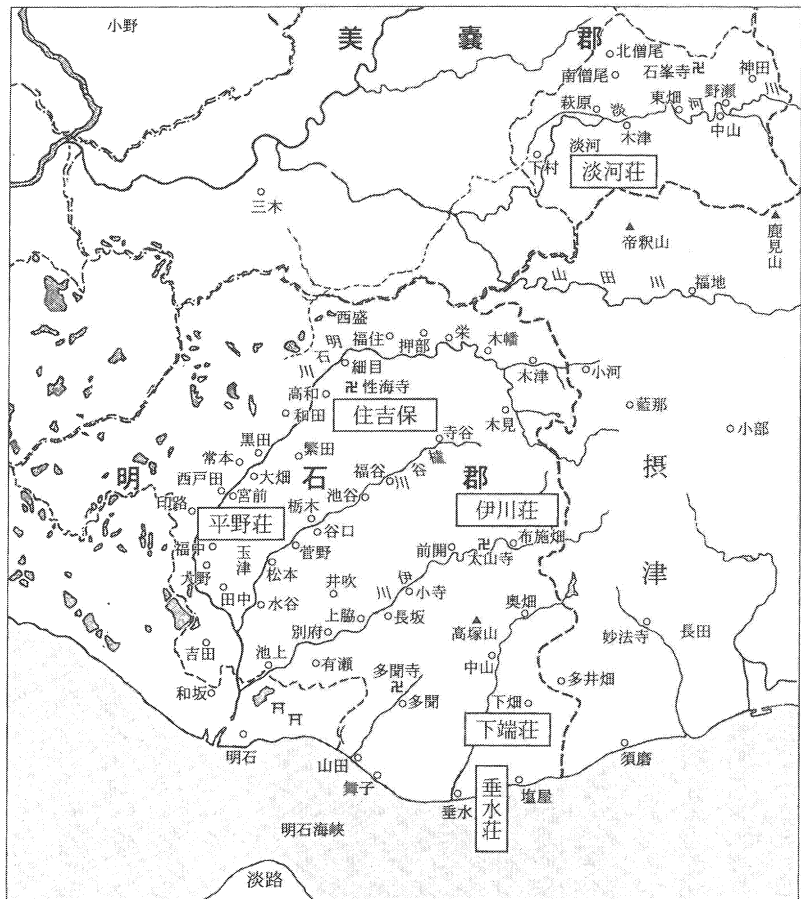 小野
美嚢郡
北僧尾
南僧尾
石峯寺
神田
野瀬
萩原
淡河川
東畑
中山
淡河
木津
下村
淡河荘
三木
帝釈山
鹿見山
山田川
福地
西盛
明石川
福住
押部
栄
木幡
細目
木津
小河
高和
性海寺
和田
住吉保
木見
藍那
小部
黒田
繁田
寺谷
常本
明石郡
大畑
福谷
櫨谷川
摂津
西戸田
宮前
池谷
栃木
伊川荘
印路
平野荘
谷口
福中
玉津
菅野
前開
太山寺
布施畑
大野
松本
田中
水谷
井吹
伊川
小寺
上脇
長坂
奥畑
高塚山
妙法寺
長田
吉田
別府
池上
有瀬
中山
多聞寺
多聞
和坂
多井畑
下畑
下端荘
明石
山田
舞子
垂水
垂水荘
塩屋
須磨
明石海峡
淡路